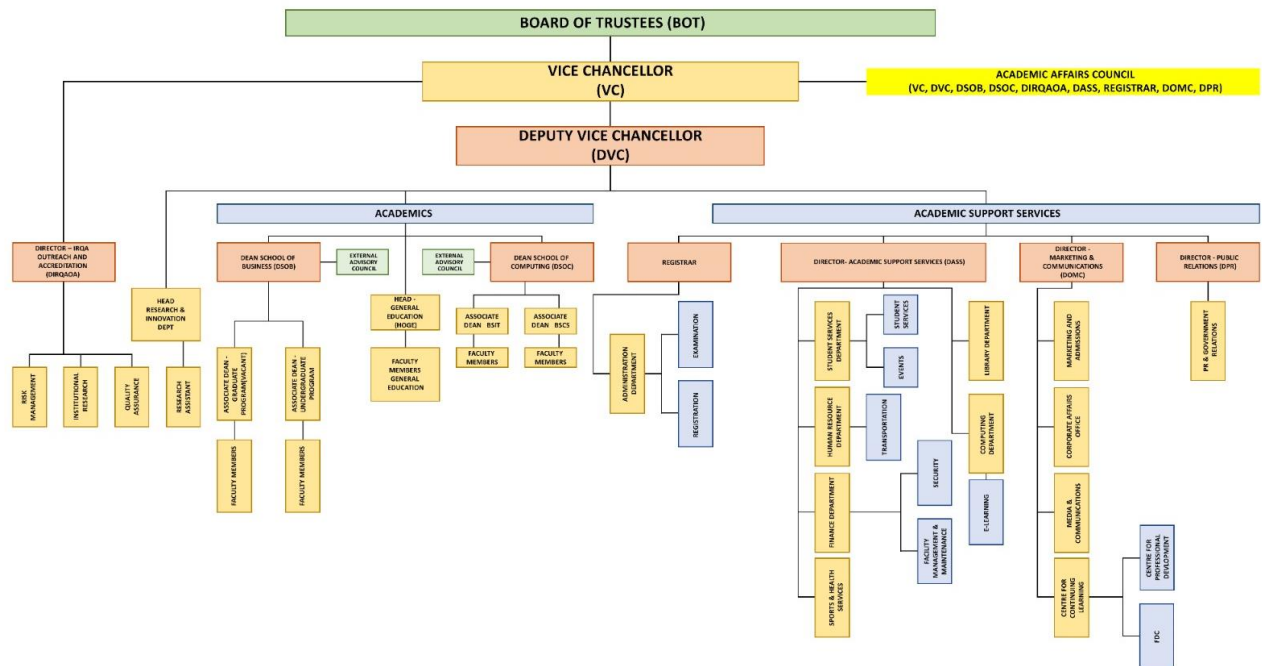 BOARD OF TRUSTEES (BOT)
VICE CHANCELLOR
(VC)
ACADEMIC AFFAIRS COUNCIL
(VC, DVC, DSOB, DSOC, DIRQAOA, DASS, REGISTRAR, DOMC, DPR)
DEPUTY VICE CHANCELLOR
(DVC)
ACADEMICS
ACADEMIC SUPPORT SERVICES
DIRECTOR – IRQA
OUTREACH AND
ACCREDITATION
(DIRQAOA)
HEAD
RESEARCH &
INNOVATION
DEPT
DEAN SCHOOL OF
BUSINESS (DSOB)
EXTERNAL
ADVISORY
COUNCIL
EXTERNAL
ADVISORY
COUNCIL
DEAN SCHOOL OF
COMPUTING (DSOC)
REGISTRAR
DIRECTOR- ACADEMIC SUPPORT SERVICES (DASS)
DIRECTOR -
MARKETING &
COMMUNICATIONS
(DOMC)
DIRECTOR - PUBLIC
RELATIONS (DPR)
HEAD -
GENERAL
EDUCATION
(HOGE)
FACULTY
MEMBERS
GENERAL
EDUCATION
ASSOCIATE
DEAN BSIT
ASSOCIATE
DEAN BSCS
FACULTY
MEMBERS
FACULTY
MEMBERS
RISK
MANAGEMENT
INSTITUTIONAL
RESEARCH
QUALITY
ASSURANCE
RESEARCH
ASSISTANT
ASSOCIATE DEAN -
GRADUATE
PROGRAM(VACANT)
ASSOCIATE DEAN -
UNDERGRADUATE
PROGRAM
FACULTY MEMBERS
FACULTY MEMBERS
ADMINISTRATION
DEPARTMENT
EXAMINATION
REGISTRATION
STUDENT SERVICES
DEPARTMENT
STUDENT
SERVICES
EVENTS
LIBRARY DEPARTMENT
HUMAN RESOURCE
DEPARTMENT
TRANSPORTATION
COMPUTING
DEPARTMENT
FINANCE DEPARTMENT
SECURITY
FACILITY
MANAGEMENT &
MAINTENANCE
E-LEARNING
SPORTS & HEALTH
SERVICES
MARKETING AND
ADMISSIONS
CORPORATE AFFAIRS
OFFICE
MEDIA &
COMMUNICATIONS
CENTRE FOR
CONTINUING
LEARNING
CENTRE FOR
PROFESSIONAL
DEVLOPMENT
FDC
PR & GOVERNMENT
RELATIONS